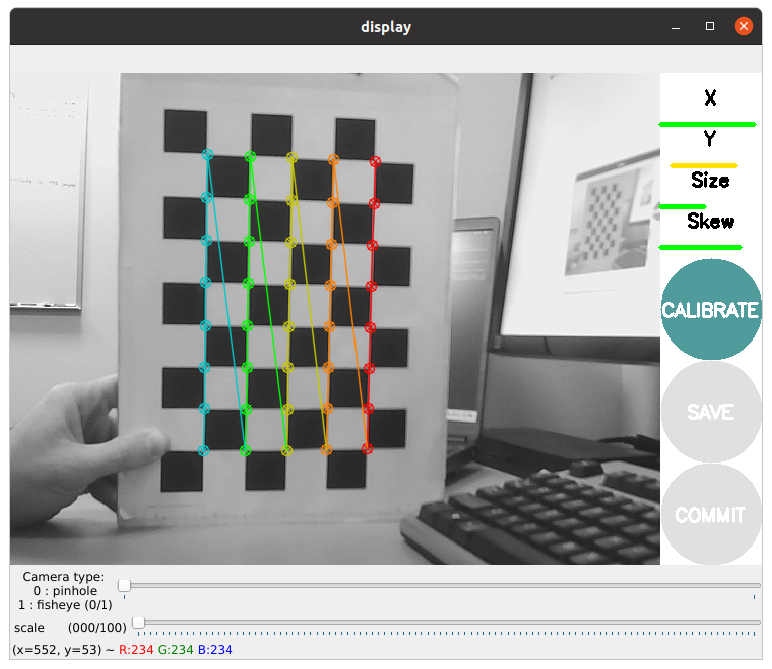 display
X
Y
Size
Skew
CALIBRATE
SAVE
COMMIT
Camera type:
0 : pinhole
1 : fisheye (0/1)
scale (000/100)
(x=552, y=53) ~ R:234 G:234 B:234